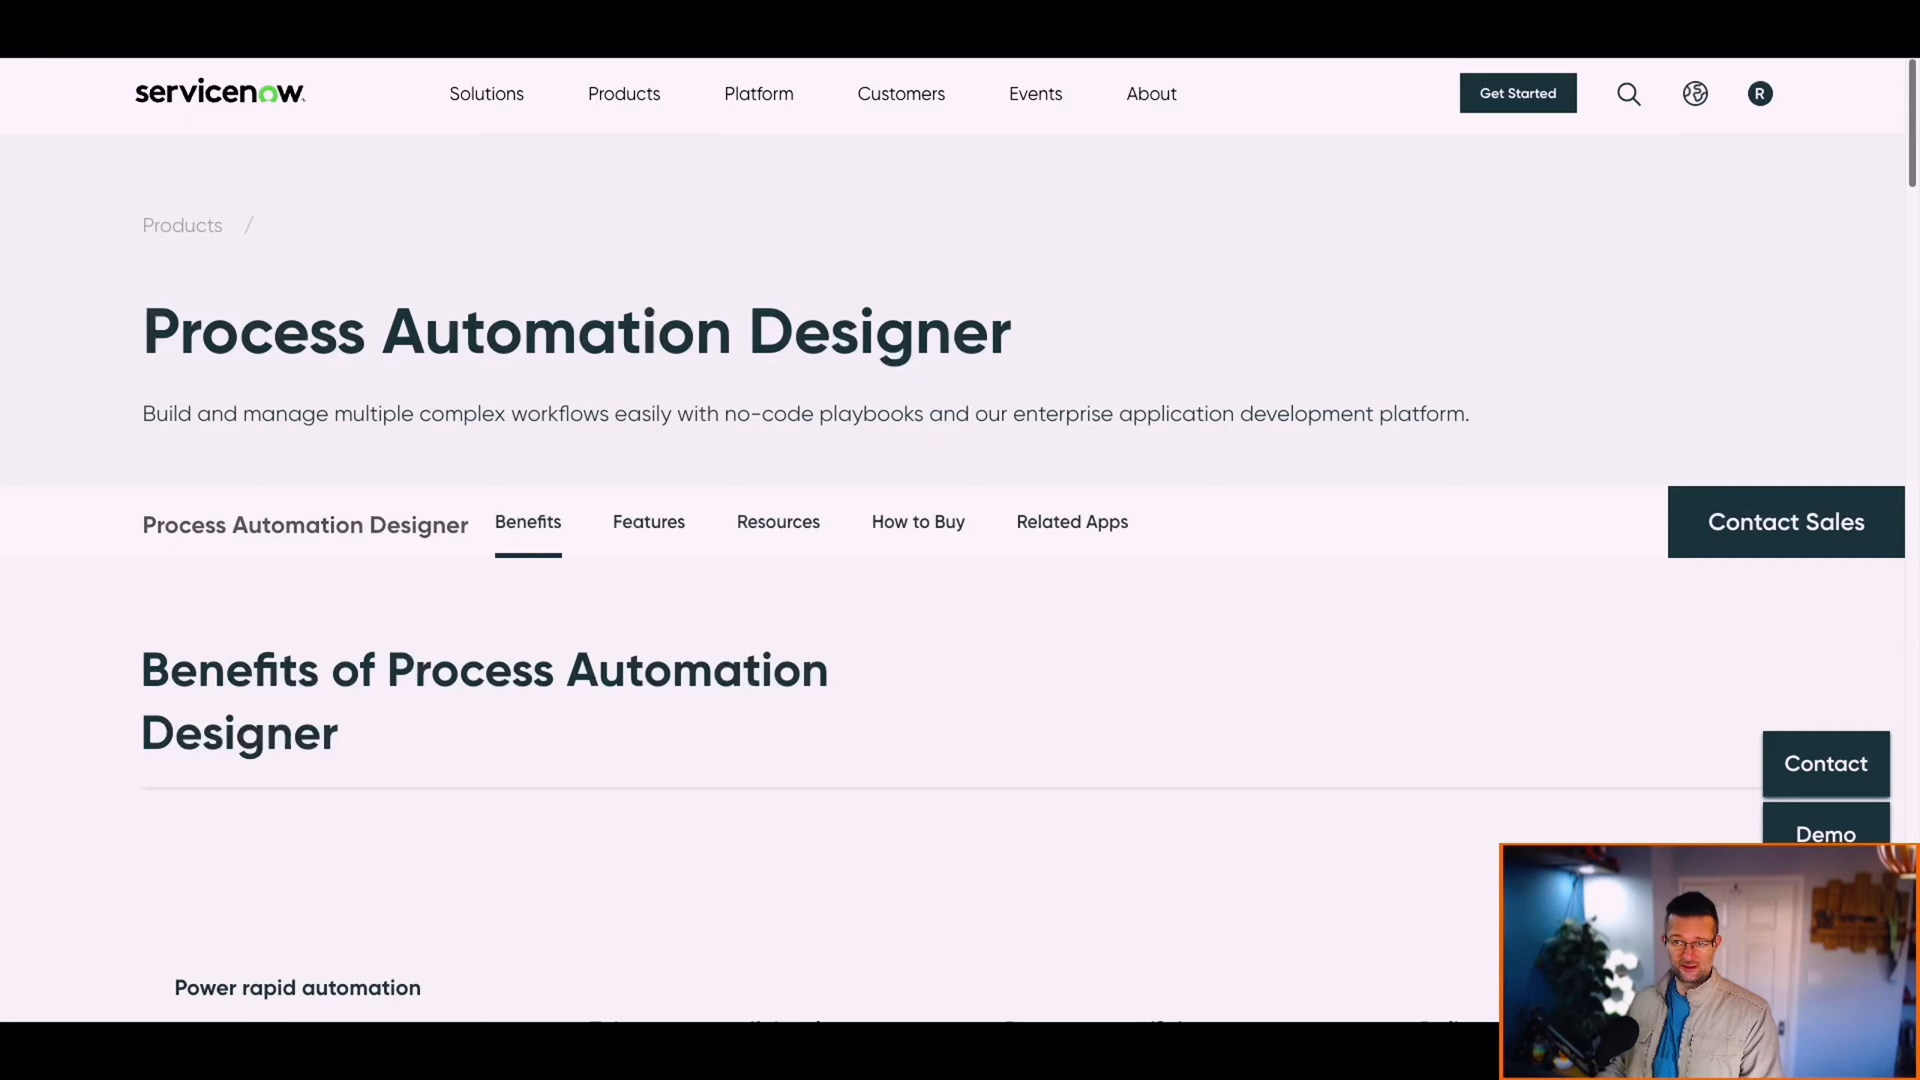 servicenow
Solutions
Products
Platform
Customers
Events
About
Get Started
R
Products /
Process Automation Designer
Build and manage multiple complex workflows easily with no-code playbooks and our enterprise application development platform.
Process Automation Designer
Benefits
Features
Resources
How to Buy
Related Apps
Contact Sales
Benefits of Process Automation
Designer
Contact
Demo
Power rapid automation